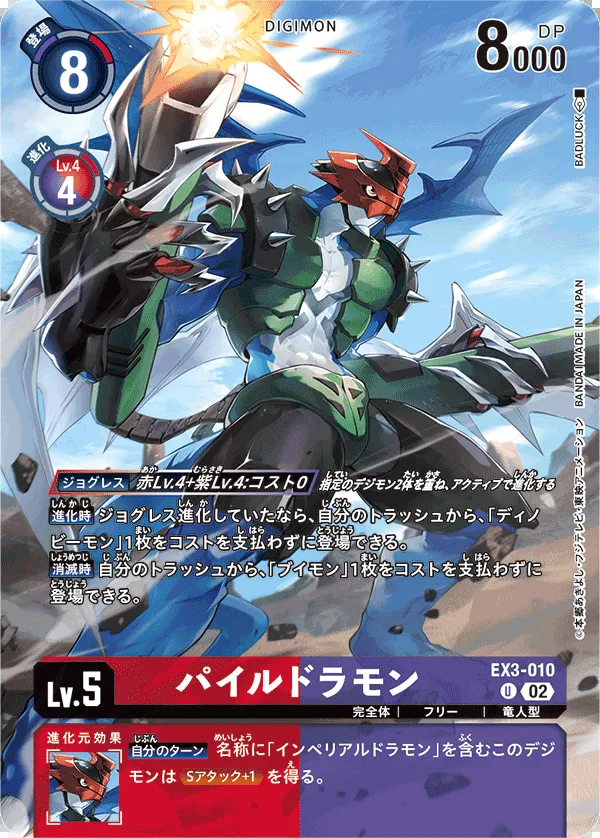 登場
8
DIGIMON
DP
8000
進化
Lv.4
4
BADLUCK
BANDAI MADE IN JAPAN
©本郷あきよし・フジテレビ・東映アニメーション
ジョグレス 赤Lv.4+紫Lv.4:コスト0 指定のデジモン2体を重ね、アクティブで進化する
進化時 ジョグレス進化していたなら、自分のトラッシュから、「ディノ
ビーモン」1枚をコストを支払わずに登場できる。
消滅時 自分のトラッシュから、「ブイモン」1枚をコストを支払わずに
登場できる。
Lv.5
パイルドラモン
EX3-010
U 02
完全体 | フリー | 竜人型
進化元効果
自分のターン 名称に「インペリアルドラモン」を含むこのデジ
モンは Sアタック+1 を得る。